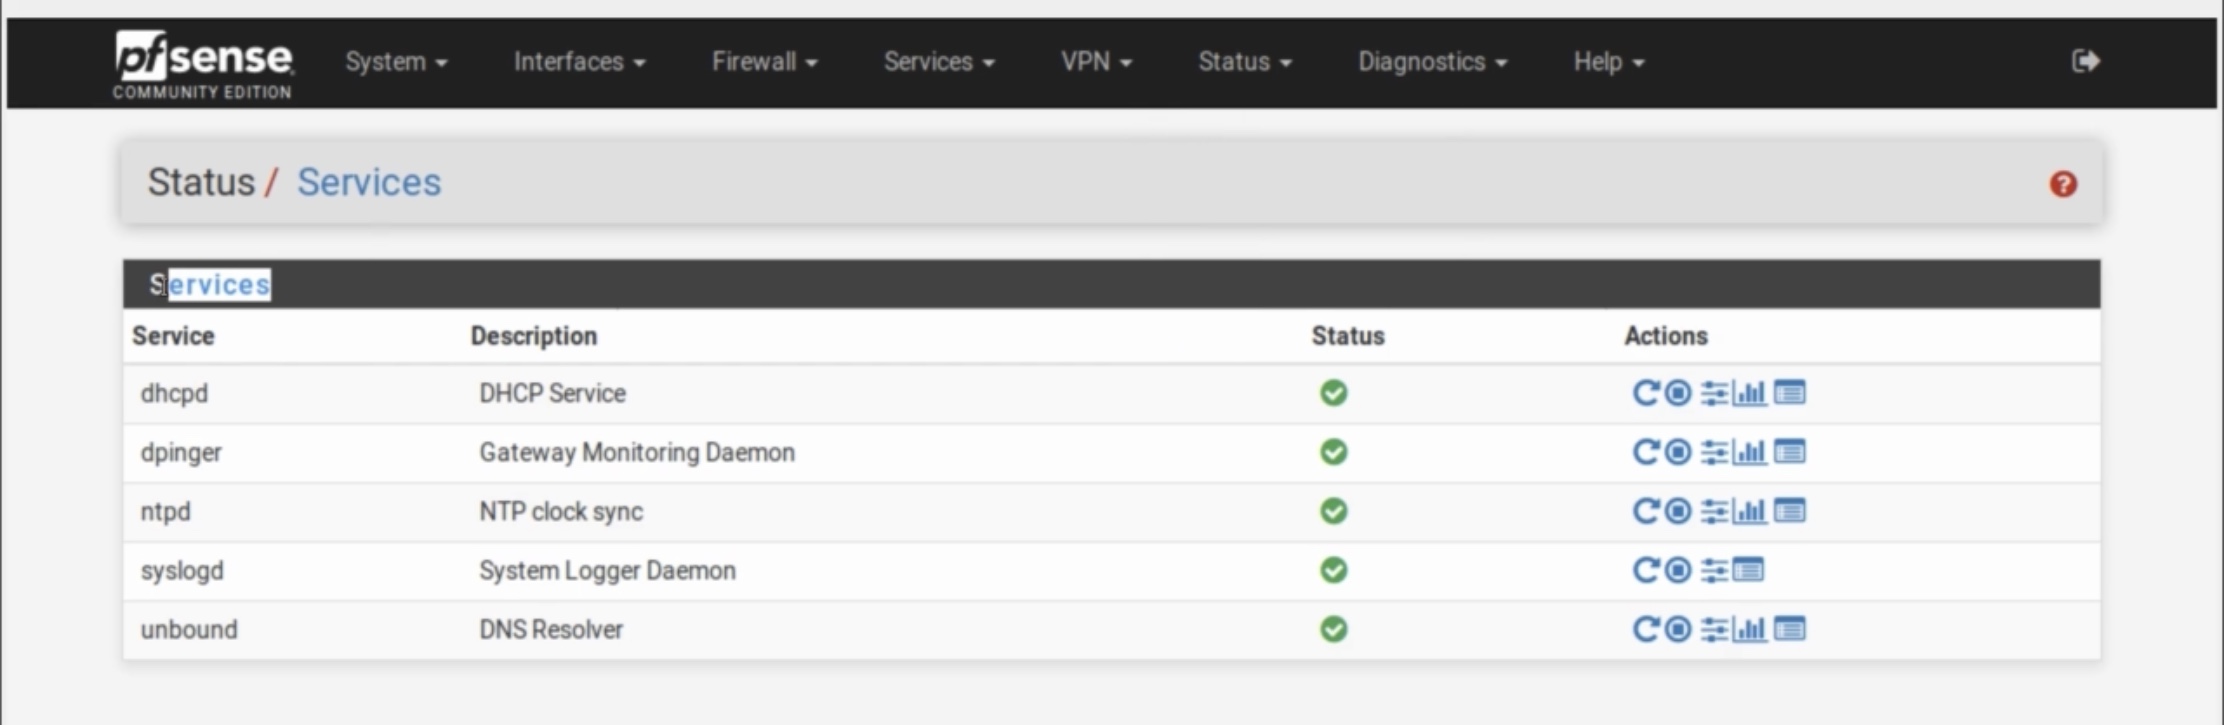 pfsense System Interfaces Firewall Services VPN Status Diagnostics Help
COMMUNITY EDITION
Status / Services
Services
Service Description Status Actions
dhcpd DHCP Service
dpinger Gateway Monitoring Daemon
ntpd NTP clock sync
syslogd System Logger Daemon
unbound DNS Resolver